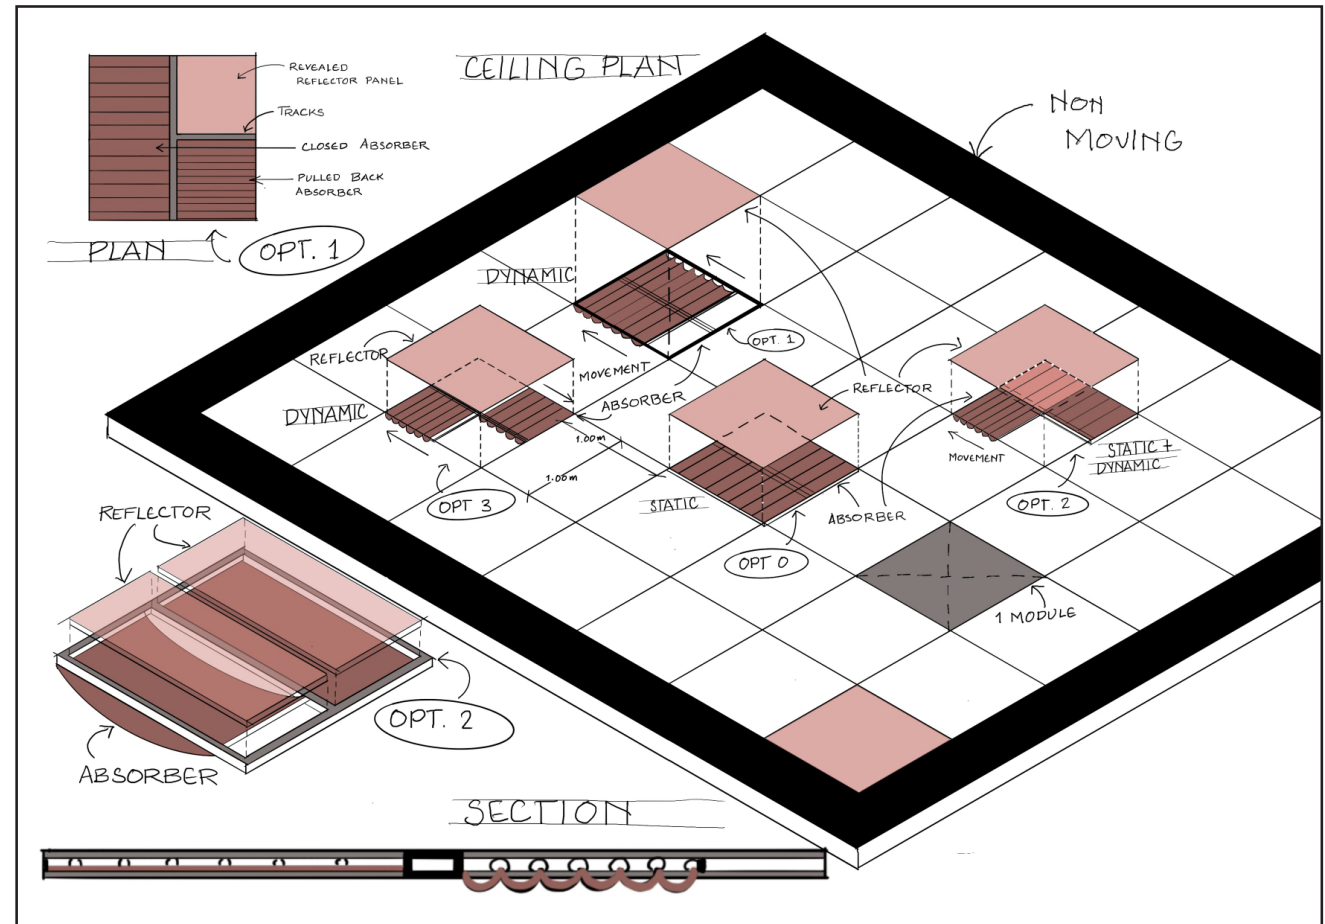 CEILING PLAN
REVEALED
REFLECTOR PANEL
TRACKS
CLOSED ABSORBER
PULLED BACK
ABSORBER
PLAN
OPT. 1
NON
MOVING
DYNAMIC
OPT. 1
MOVEMENT
REFLECTOR
ABSORBER
DYNAMIC
1.00m
1.00m
OPT 3
REFLECTOR
STATIC
ABSORBER
OPT 0
MOVEMENT
STATIC +
DYNAMIC
OPT. 2
1 MODULE
REFLECTOR
OPT. 2
ABSORBER
SECTION